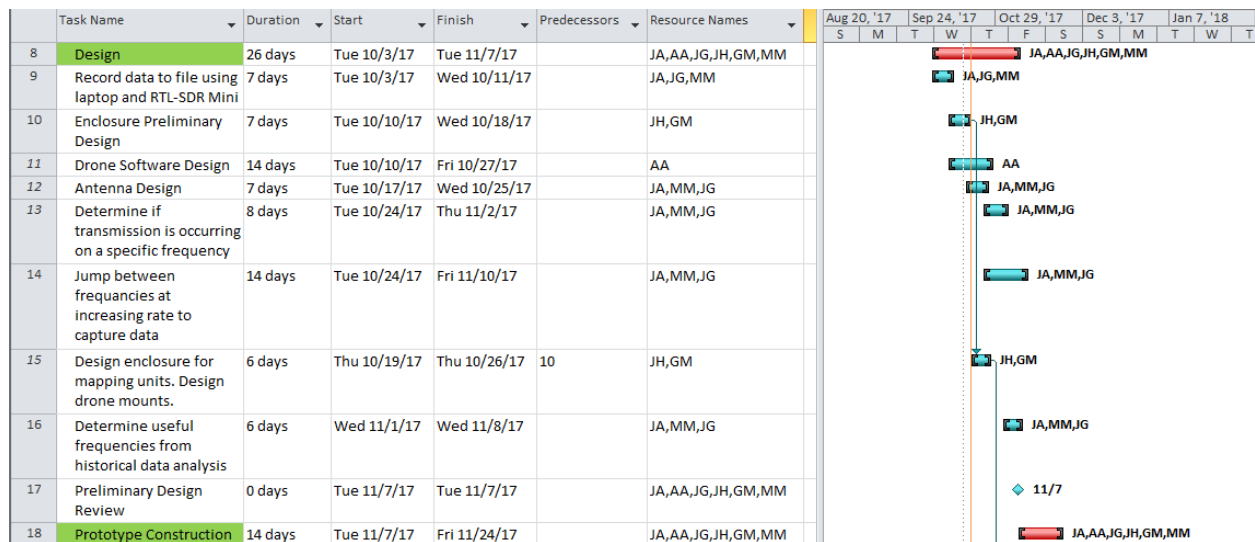 Task Name Duration Start Finish Predecessors Resource Names Aug 20, '17 Sep 24, '17 Oct 29, '17 Dec 3, '17 Jan 7, '18
S M T W T F S S M T W T
8 Design 26 days Tue 10/3/17 Tue 11/7/17 JA,AA,JG,JH,GM,MM JA,AA,JG,JH,GM,MM
9 Record data to file using 7 days Tue 10/3/17 Wed 10/11/17 JA,JG,MM JA,JG,MM
laptop and RTL-SDR Mini
10 Enclosure Preliminary 7 days Tue 10/10/17 Wed 10/18/17 JH,GM JH,GM
Design
11 Drone Software Design 14 days Tue 10/10/17 Fri 10/27/17 AA AA
12 Antenna Design 7 days Tue 10/17/17 Wed 10/25/17 JA,MM,JG JA,MM,JG
13 Determine if 8 days Tue 10/24/17 Thu 11/2/17 JA,MM,JG JA,MM,JG
transmission is occurring
on a specific frequency
14 Jump between 14 days Tue 10/24/17 Fri 11/10/17 JA,MM,JG JA,MM,JG
frequancies at
increasing rate to
capture data
15 Design enclosure for 6 days Thu 10/19/17 Thu 10/26/17 10 JH,GM JH,GM
mapping units. Design
drone mounts.
16 Determine useful 6 days Wed 11/1/17 Wed 11/8/17 JA,MM,JG JA,MM,JG
frequencies from
historical data analysis
17 Preliminary Design 0 days Tue 11/7/17 Tue 11/7/17 JA,AA,JG,JH,GM,MM 11/7
Review
18 Prototype Construction 14 days Tue 11/7/17 Fri 11/24/17 JA,AA,JG,JH,GM,MM JA,AA,JG,JH,GM,MM